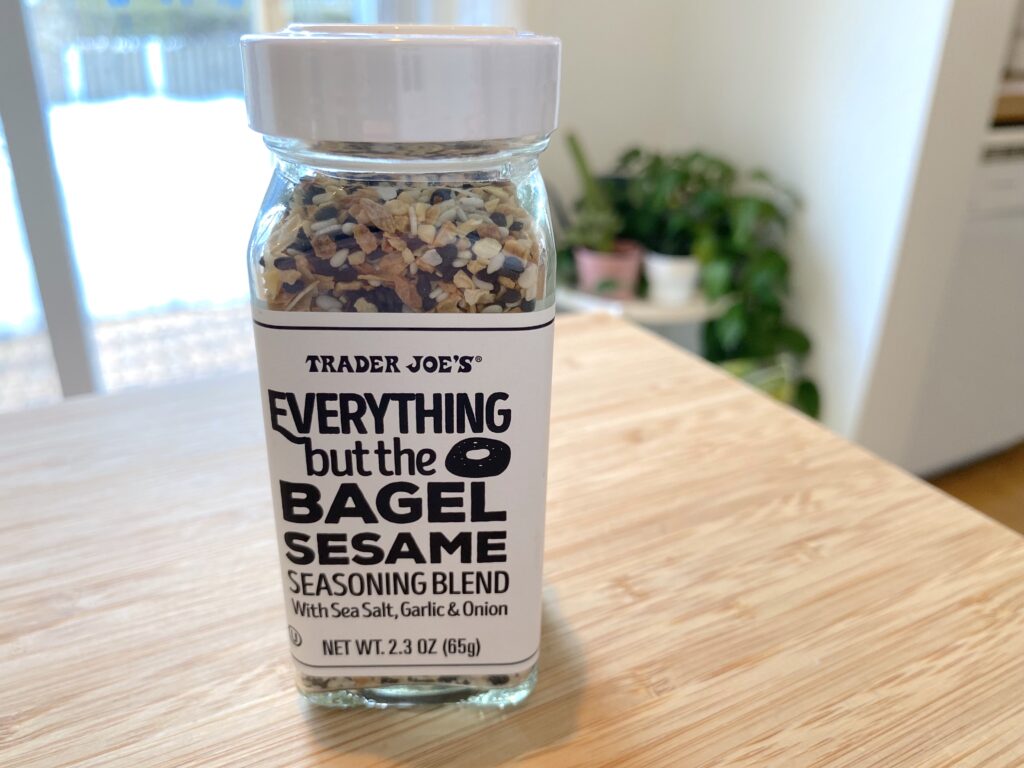 TRADER JOE'S®
EVERYTHING
but the
BAGEL
SESAME
SEASONING BLEND
With Sea Salt, Garlic & Onion
U
NET WT. 2.3 OZ (65g)